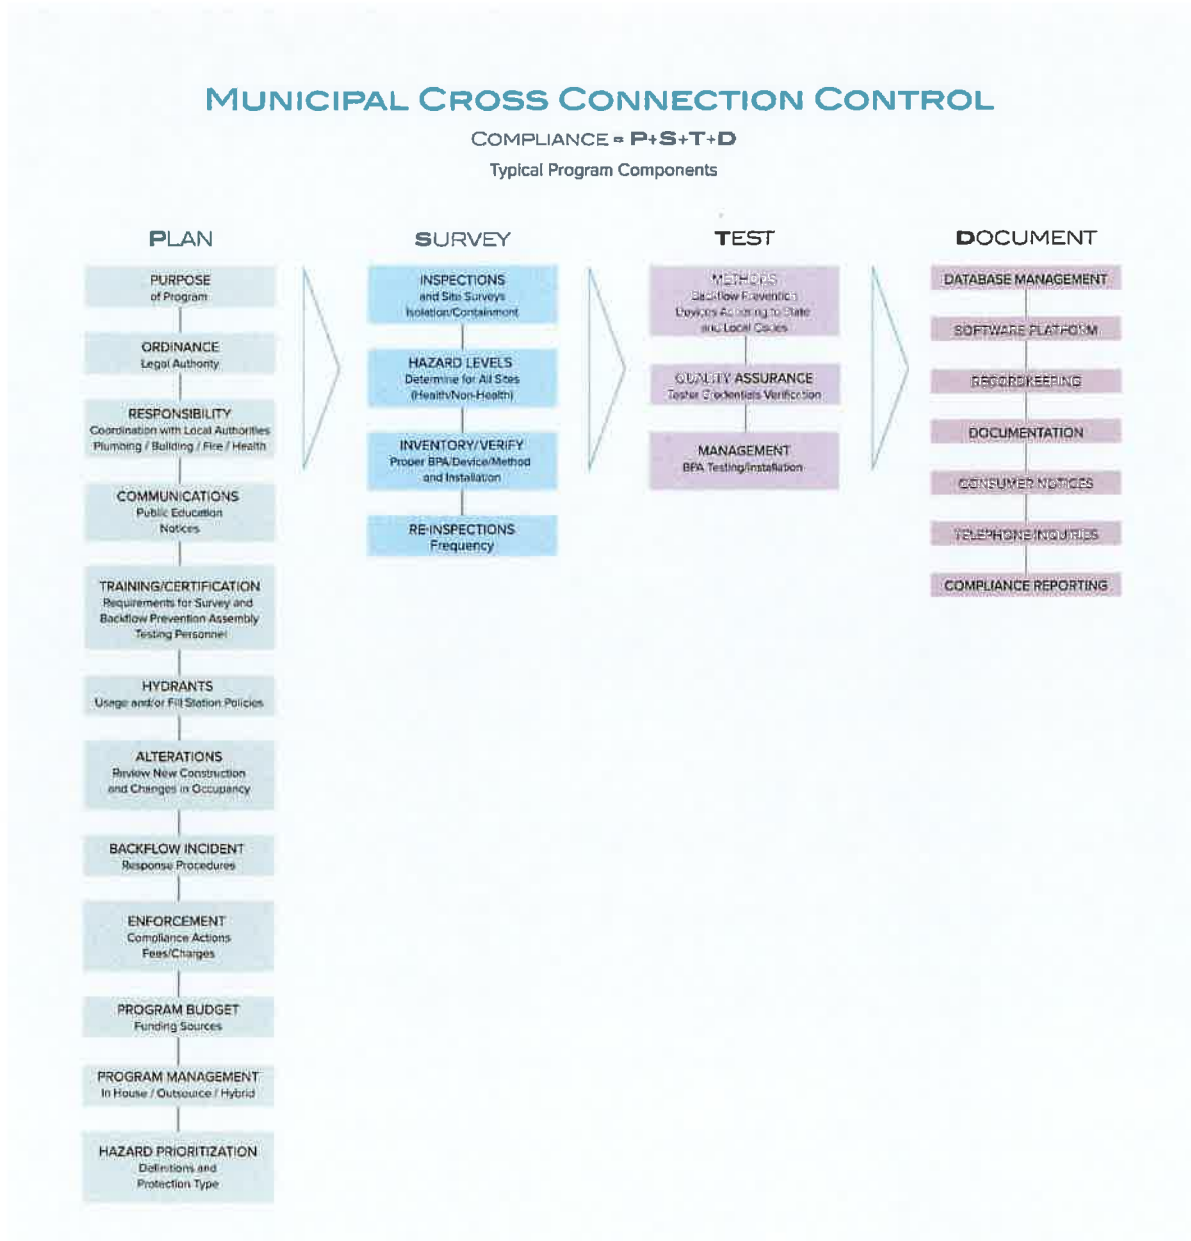 MUNICIPAL CROSS CONNECTION CONTROL
COMPLIANCE = P+S+T+D
Typical Program Components
PLAN
PURPOSE
of Program
ORDINANCE
Legal Authority
RESPONSIBILITY
Coordination with Local Authorities
Plumbing / Building / Fire / Health
COMMUNICATIONS
Public Education
Notices
TRAINING/CERTIFICATION
Requirements for Survey and
Backflow Prevention Assembly
Testing Personnel
HYDRANTS
Usage and/or Fill Station Policies
ALTERATIONS
Review New Construction
and Changes in Occupancy
BACKFLOW INCIDENT
Response Procedures
ENFORCEMENT
Compliance Actions
Fees/Charges
PROGRAM BUDGET
Funding Sources
PROGRAM MANAGEMENT
In House / Outsource / Hybrid
HAZARD PRIORITIZATION
Definitions and
Protection Type
SURVEY
INSPECTIONS
and Site Surveys
Isolation/Containment
HAZARD LEVELS
Determine for All Sites
(Health/Non-Health)
INVENTORY/VERIFY
Proper BPA/Device/Method
and Installation
RE-INSPECTIONS
Frequency
TEST
METHODS
Backflow Prevention
Devices According to State
and Local Codes
QUALITY ASSURANCE
Tester Credentials Verification
MANAGEMENT
BPA Testing/Installation
DOCUMENT
DATABASE MANAGEMENT
SOFTWARE PLATFORM
RECORDKEEPING
DOCUMENTATION
CONSUMER NOTICES
TELEPHONE INQUIRIES
COMPLIANCE REPORTING